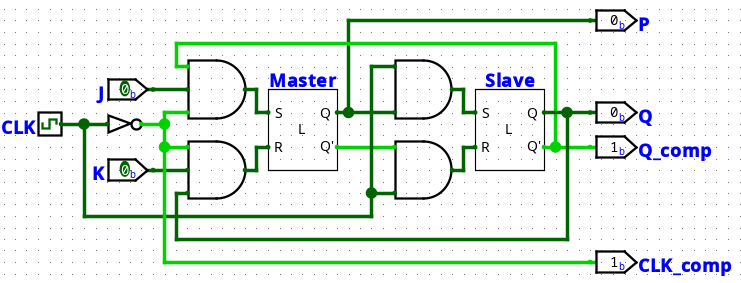 0b P
J 0b
Master
Slave
S Q
L
R Q'
S Q
L
R Q'
CLK
K 0b
0b Q
1b Q_comp
1b CLK_comp